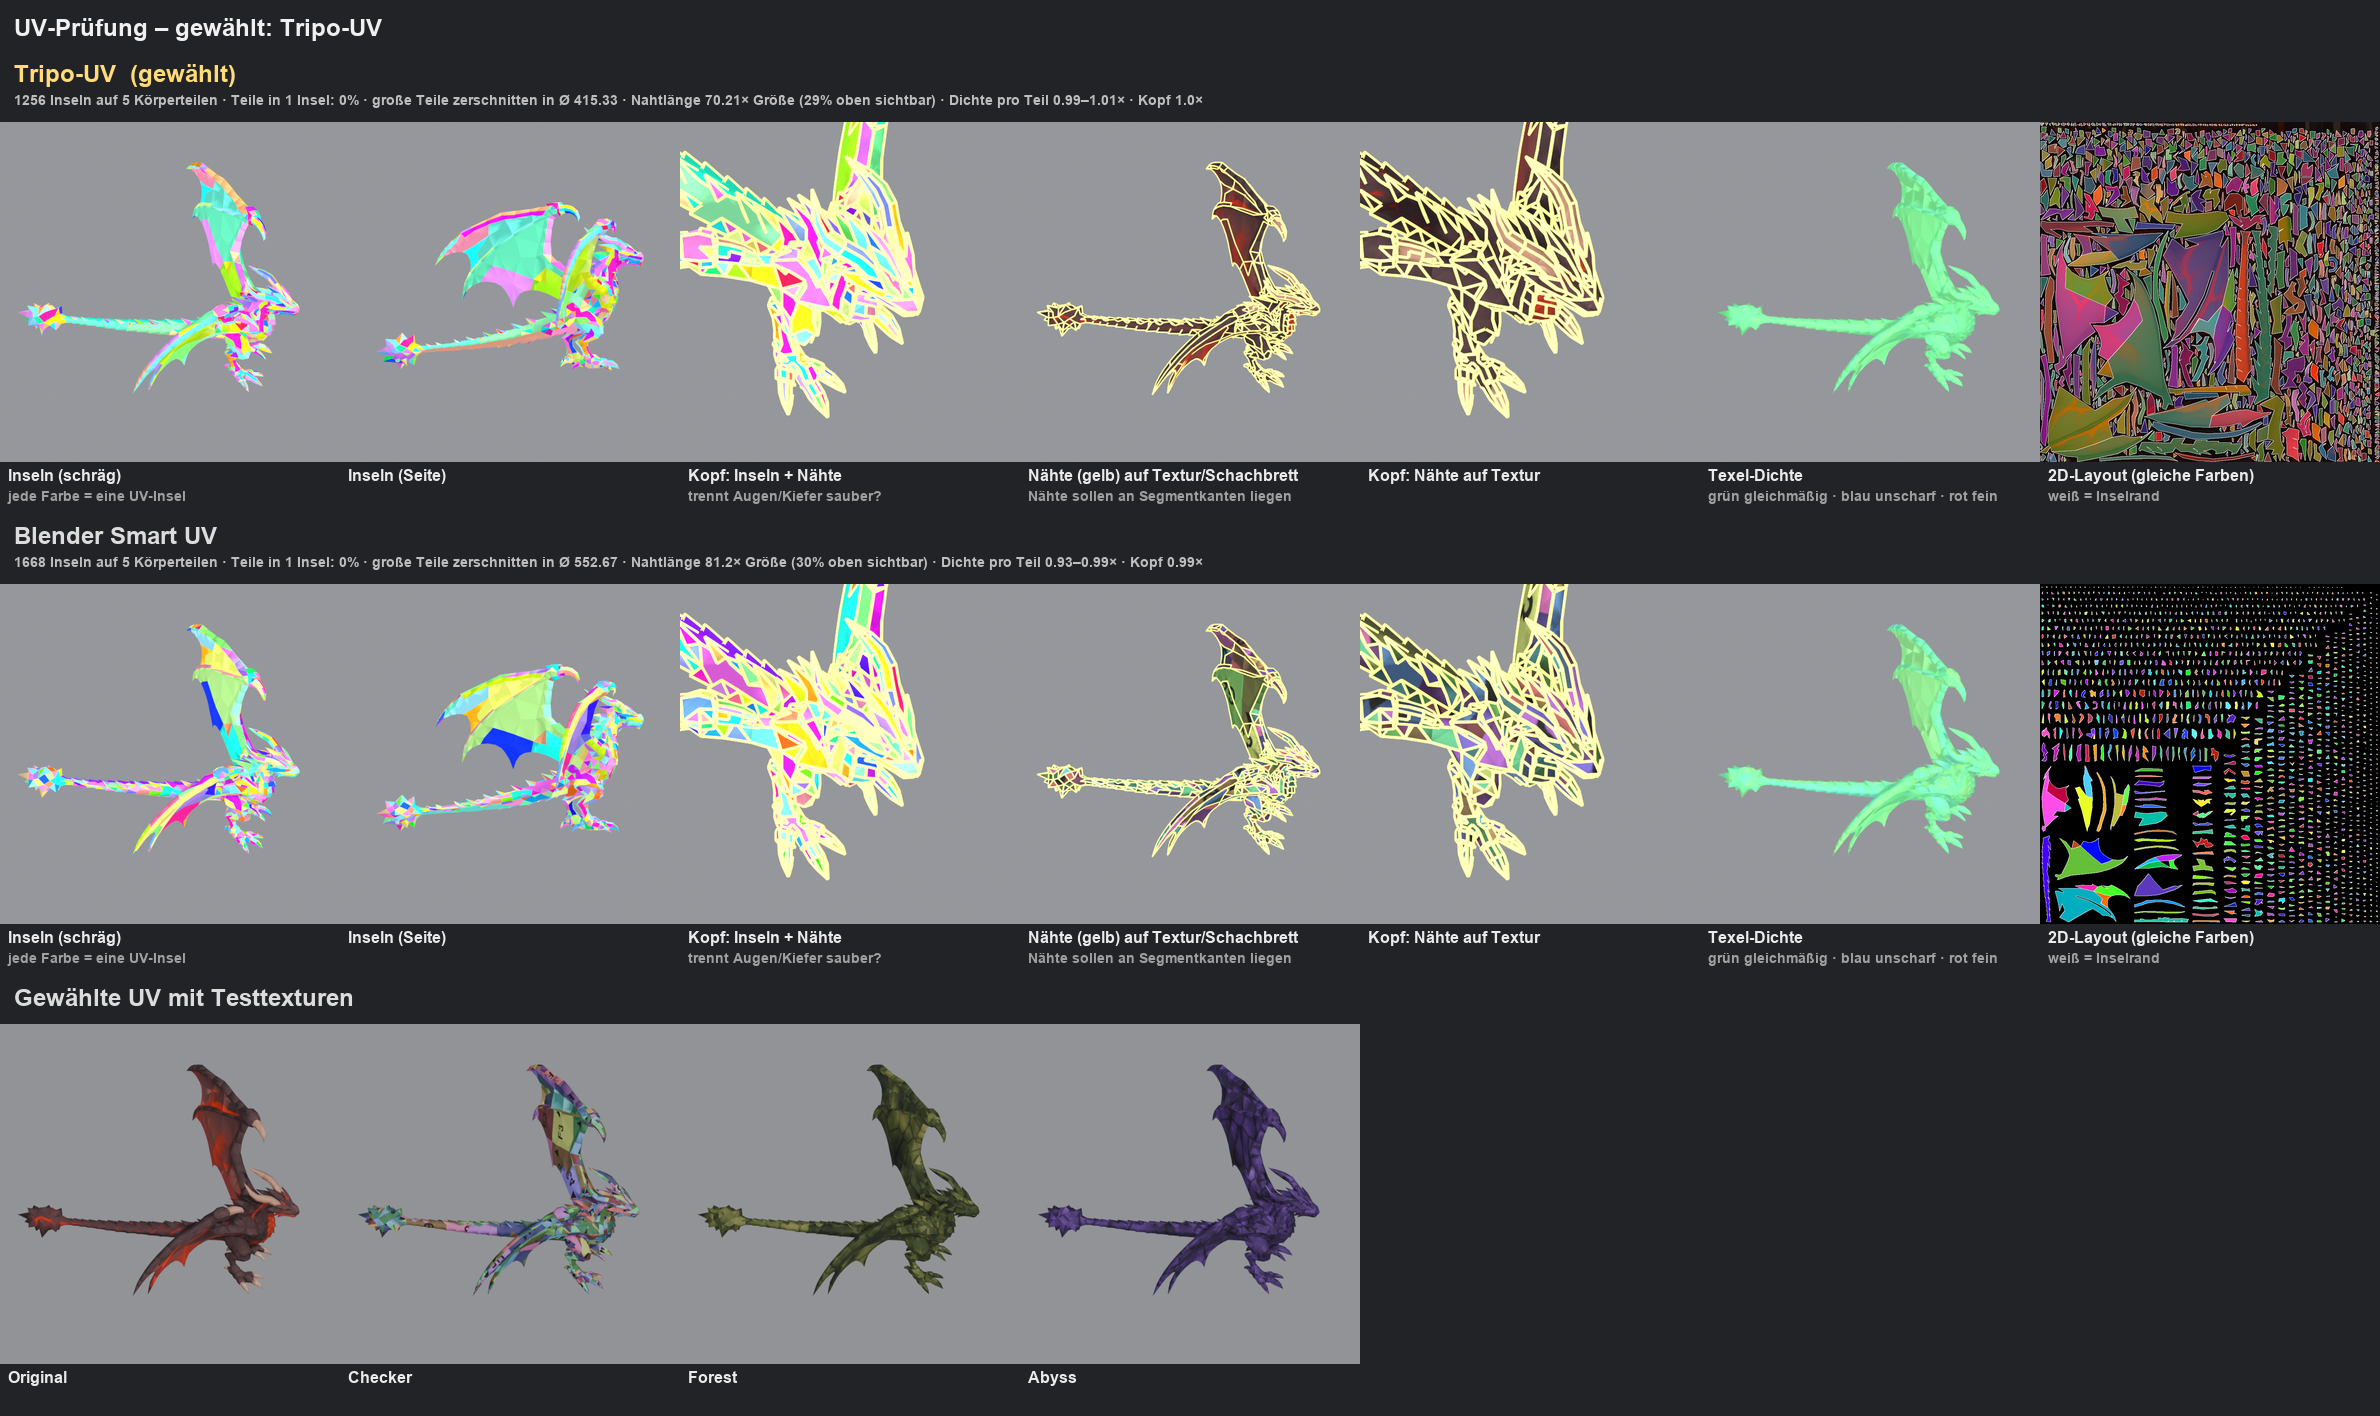 UV-Prüfung – gewählt: Tripo-UV
Tripo-UV (gewählt)
1256 Inseln auf 5 Körperteilen · Teile in 1 Insel: 0% · große Teile zerschnitten in Ø 415.33 · Nahtlänge 70.21× Größe (29% oben sichtbar) · Dichte pro Teil 0.99–1.01× · Kopf 1.0×
Inseln (schräg)
jede Farbe = eine UV-Insel
Inseln (Seite)
Kopf: Inseln + Nähte
trennt Augen/Kiefer sauber?
Nähte (gelb) auf Textur/Schachbrett
Nähte sollen an Segmentkanten liegen
Kopf: Nähte auf Textur
Texel-Dichte
grün gleichmäßig · blau unscharf · rot fein
2D-Layout (gleiche Farben)
weiß = Inselrand
Blender Smart UV
1668 Inseln auf 5 Körperteilen · Teile in 1 Insel: 0% · große Teile zerschnitten in Ø 552.67 · Nahtlänge 81.2× Größe (30% oben sichtbar) · Dichte pro Teil 0.93–0.99× · Kopf 0.99×
Inseln (schräg)
jede Farbe = eine UV-Insel
Inseln (Seite)
Kopf: Inseln + Nähte
trennt Augen/Kiefer sauber?
Nähte (gelb) auf Textur/Schachbrett
Nähte sollen an Segmentkanten liegen
Kopf: Nähte auf Textur
Texel-Dichte
grün gleichmäßig · blau unscharf · rot fein
2D-Layout (gleiche Farben)
weiß = Inselrand
Gewählte UV mit Testtexturen
Original
Checker
Forest
Abyss